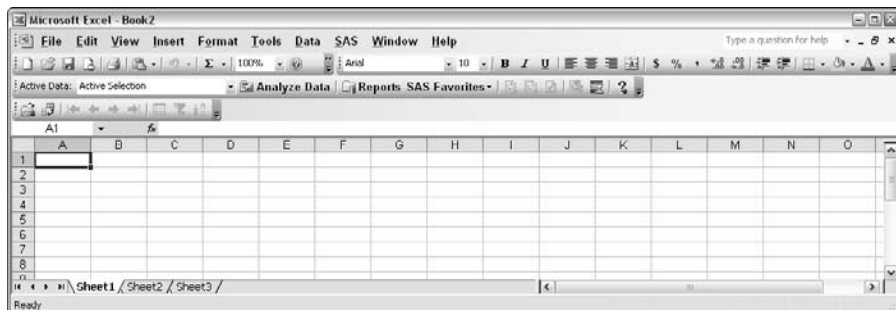 Microsoft Excel - Book2
File Edit View Insert Format Tools Data SAS Window Help Type a question for help
Σ 100% Arial 10 B I U $ % ,
Active Data: Active Selection Analyze Data Reports SAS Favorites
A1 fx
A B C D E F G H I J K L M N O
1
2
3
4
5
6
7
8
Sheet1 Sheet2 Sheet3
Ready